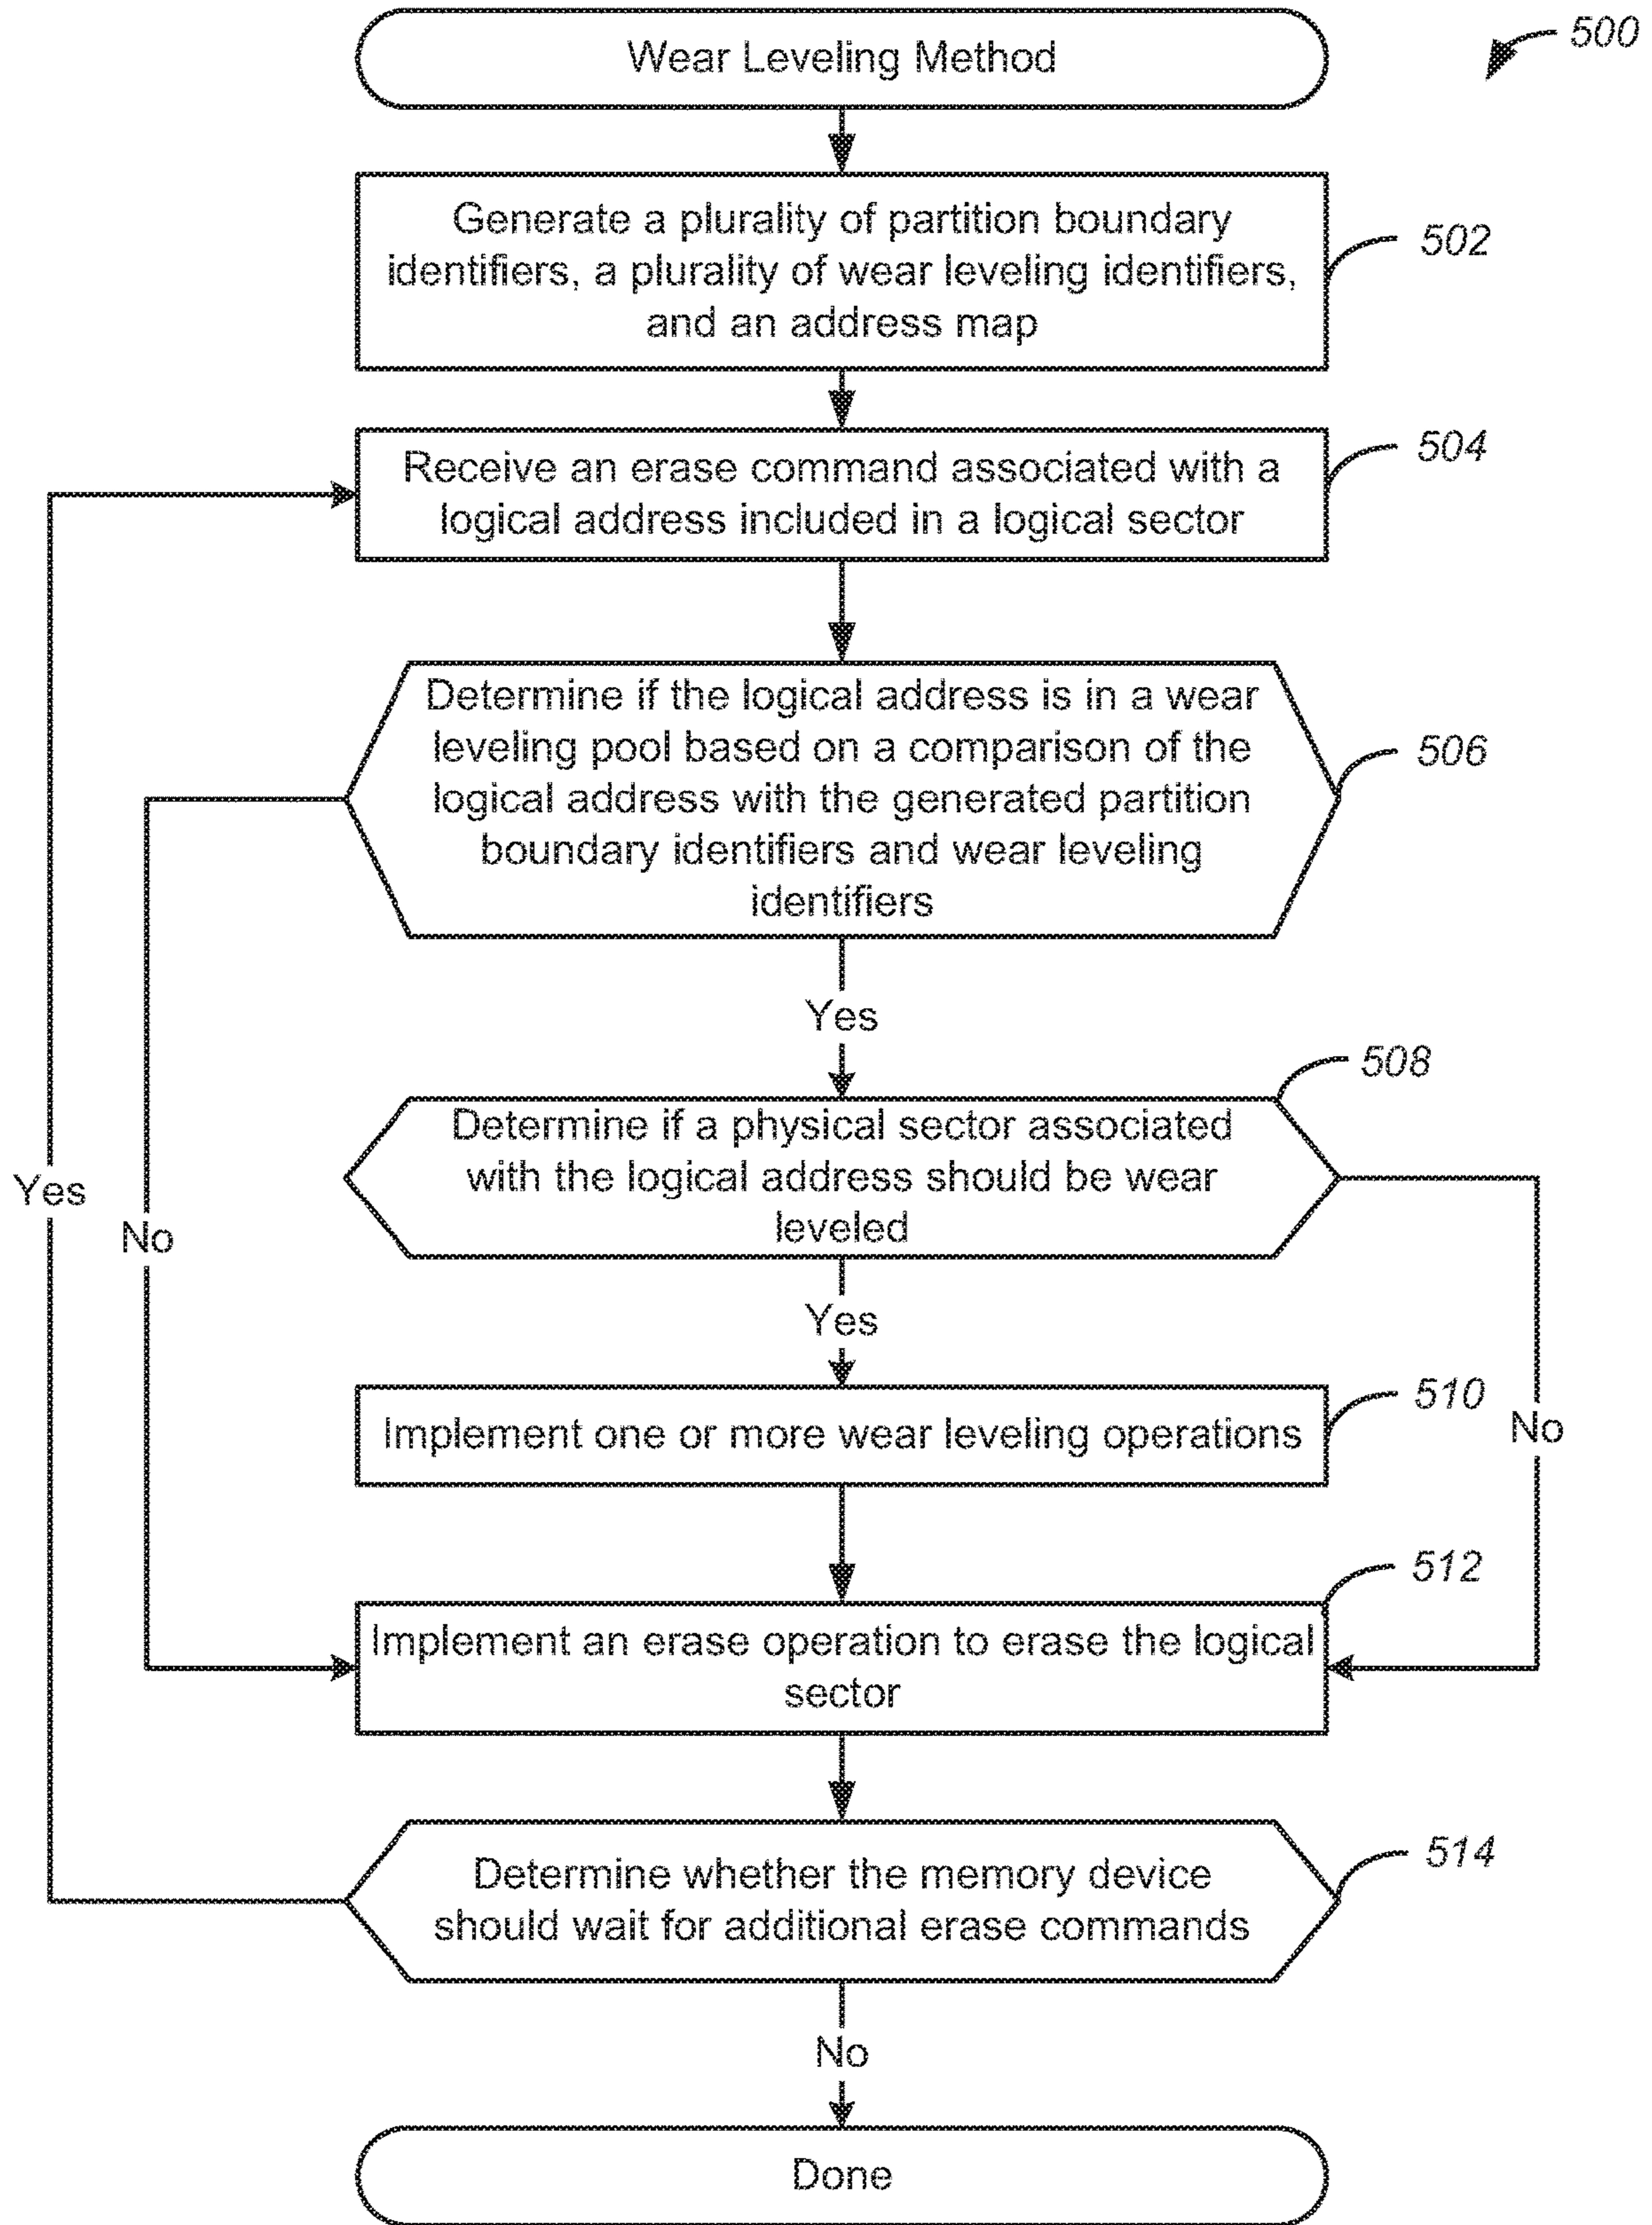 500
Wear Leveling Method
Generate a plurality of partition boundary
identifiers, a plurality of wear leveling identifiers,
and an address map
502
Receive an erase command associated with a
logical address included in a logical sector
504
Determine if the logical address is in a wear
leveling pool based on a comparison of the
logical address with the generated partition
boundary identifiers and wear leveling
identifiers
506
Yes
508
Determine if a physical sector associated
with the logical address should be wear
leveled
Yes
No
Yes
510
Implement one or more wear leveling operations
No
512
Implement an erase operation to erase the logical
sector
514
Determine whether the memory device
should wait for additional erase commands
No
Done